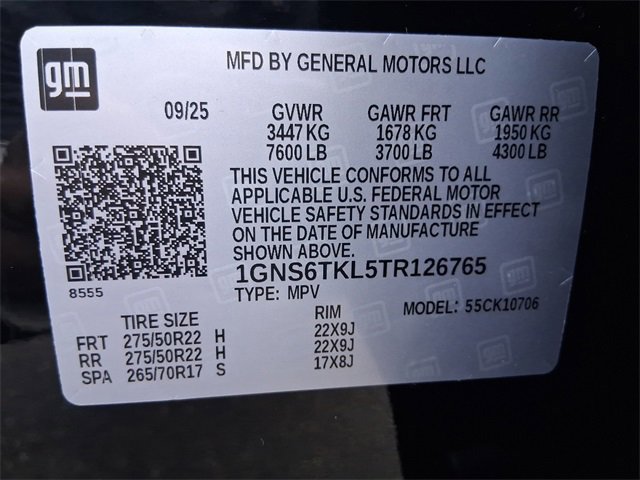 gm
MFD BY GENERAL MOTORS LLC
09/25 GVWR GAWR FRT GAWR RR
3447 KG 1678 KG 1950 KG
7600 LB 3700 LB 4300 LB
THIS VEHICLE CONFORMS TO ALL
APPLICABLE U.S. FEDERAL MOTOR
VEHICLE SAFETY STANDARDS IN EFFECT
ON THE DATE OF MANUFACTURE
SHOWN ABOVE.
1GNS6TKL5TR126765
8555
TYPE: MPV MODEL: 55CK10706
TIRE SIZE RIM
FRT 275/50R22 H 22X9J
RR 275/50R22 H 22X9J
SPA 265/70R17 S 17X8J